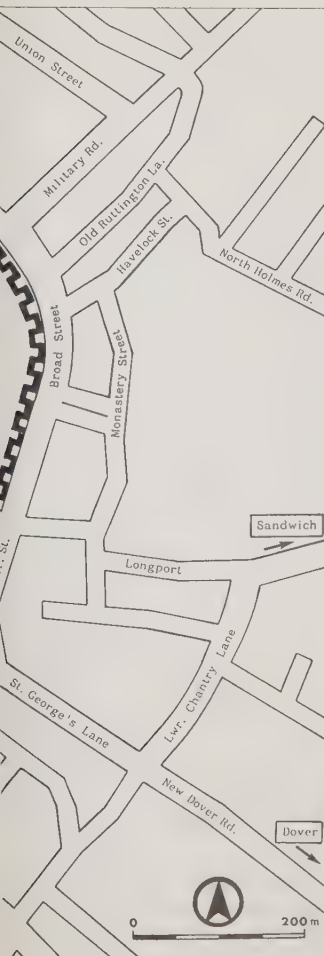 Union Street
Military Rd.
Old Ruttington La.
Havelock St.
North Holmes Rd.
Broad Street
Monastery Street
Sandwich
St.
Longport
Lwr. Chantry Lane
St. George's Lane
New Dover Rd.
Dover
0 200 m